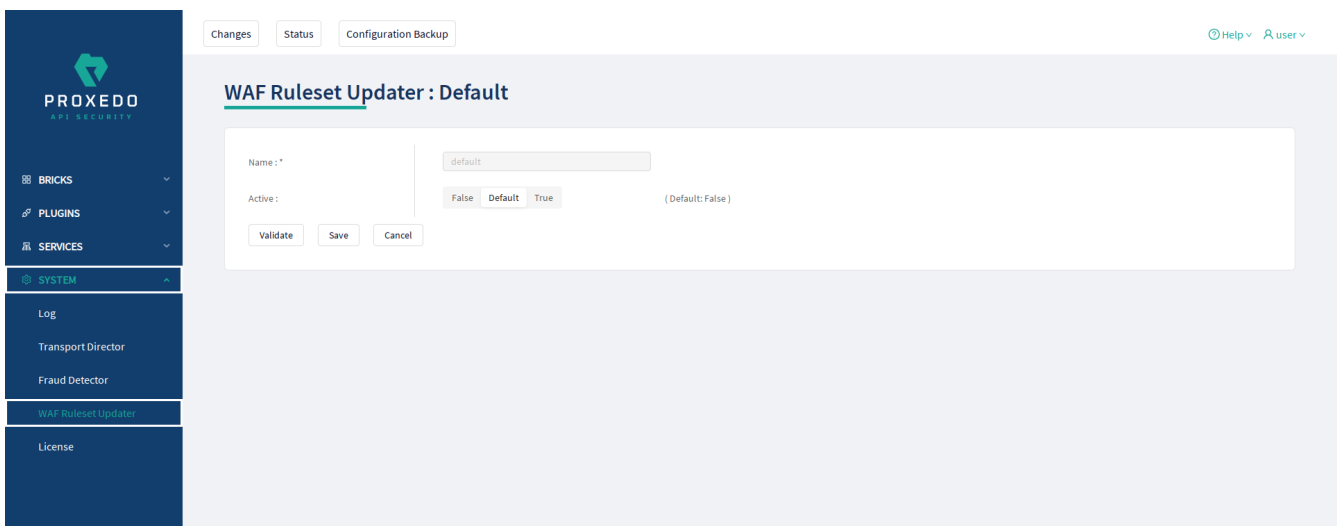 Changes Status Configuration Backup Help user
PROXEDO
API SECURITY
WAF Ruleset Updater : Default
Name : * default
Active : False Default True ( Default: False )
Validate Save Cancel
BRICKS
PLUGINS
SERVICES
SYSTEM
Log
Transport Director
Fraud Detector
WAF Ruleset Updater
License